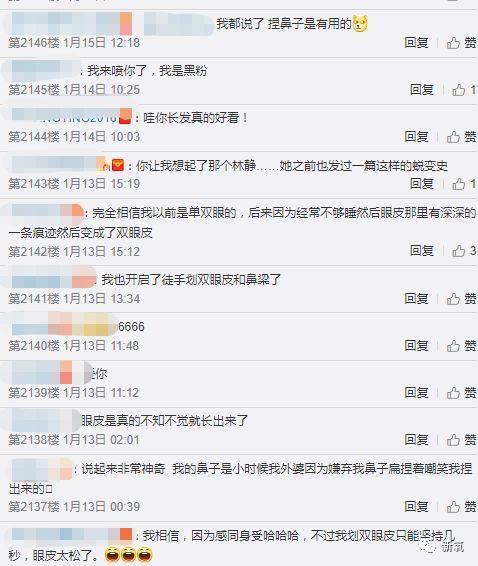 我都说了 捏鼻子是有用的
第2146楼 1月15日 12:18
回复 赞
: 我来喷你了，我是黑粉
第2145楼 1月14日 10:25
回复 1
: 哇你长发真的好看！
第2144楼 1月14日 10:03
回复 赞
: 你让我想起了那个林静……她之前也发过一篇这样的蜕变史
第2143楼 1月13日 15:19
回复 1
: 完全相信我以前是单双眼的，后来因为经常不够睡然后眼皮那里有深深的
一条痕迹然后变成了双眼皮
第2142楼 1月13日 15:12
回复 3
: 我也开启了徒手划双眼皮和鼻梁了
第2141楼 1月13日 13:34
回复 赞
6666
第2140楼 1月13日 11:48
回复 赞
你
第2139楼 1月13日 11:12
回复 赞
眼皮是真的不知不觉就长出来了
第2138楼 1月13日 02:01
回复 赞
: 说起来非常神奇 我的鼻子是小时候我外婆因为嫌弃我鼻子扁捏着嘲笑我捏
出来的
第2137楼 1月13日 00:39
回复 赞
: 我相信，因为感同身受哈哈哈，不过我划双眼皮只能坚持几
秒，眼皮太松了。
新氧